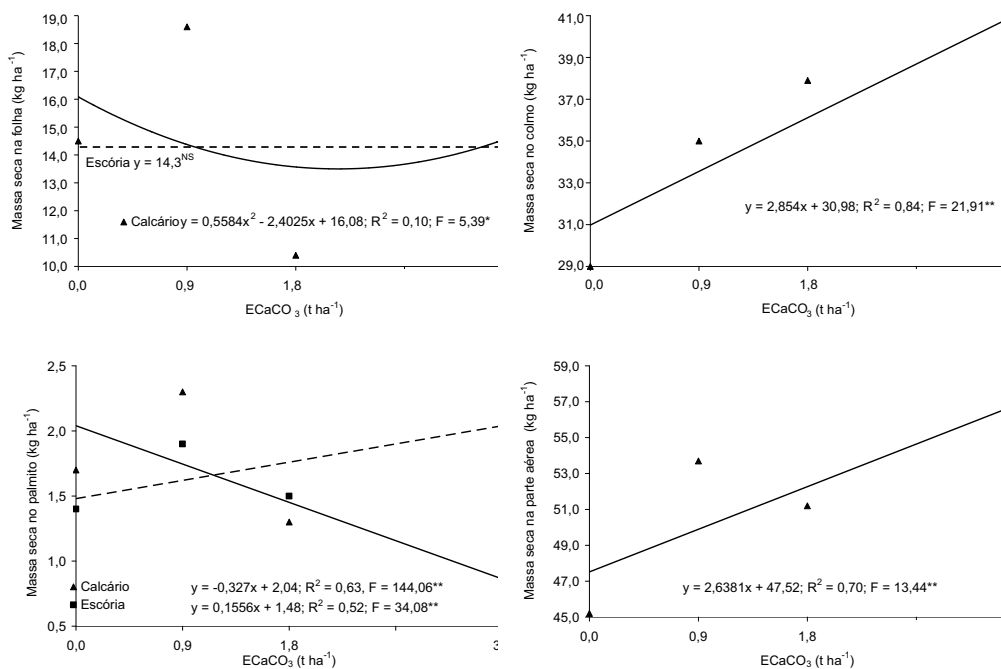 Massa seca na folha (kg ha⁻¹)
19,0
18,0
17,0
16,0
15,0
14,0
13,0
12,0
11,0
10,0
Escória y = 14,3ᴺˢ
Calcárioy = 0,5584x² - 2,4025x + 16,08; R² = 0,10; F = 5,39*
0,0 0,9 1,8
ECaCO₃ (t ha⁻¹)
Massa seca no colmo (kg ha⁻¹)
41,0
39,0
37,0
35,0
33,0
31,0
29,0
y = 2,854x + 30,98; R² = 0,84; F = 21,91**
0,0 0,9 1,8
ECaCO₃ (t ha⁻¹)
Massa seca no palmito (kg ha⁻¹)
2,5
2,0
1,5
1,0
0,5
Calcário y = -0,327x + 2,04; R² = 0,63, F = 144,06**
Escória y = 0,1556x + 1,48; R² = 0,52; F = 34,08**
0,0 0,9 1,8 3
ECaCO₃ (t ha⁻¹)
Massa seca na parte aérea (kg ha⁻¹)
59,0
57,0
55,0
53,0
51,0
49,0
47,0
45,0
y = 2,6381x + 47,52; R² = 0,70; F = 13,44**
0,0 0,9 1,8
ECaCO₃ (t ha⁻¹)